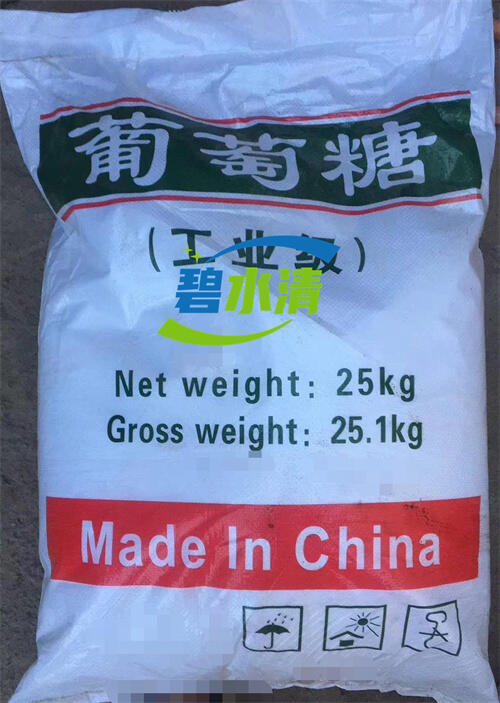 葡萄糖
(工业级)
碧水清
Net weight: 25kg
Gross weight: 25.1kg
Made In China